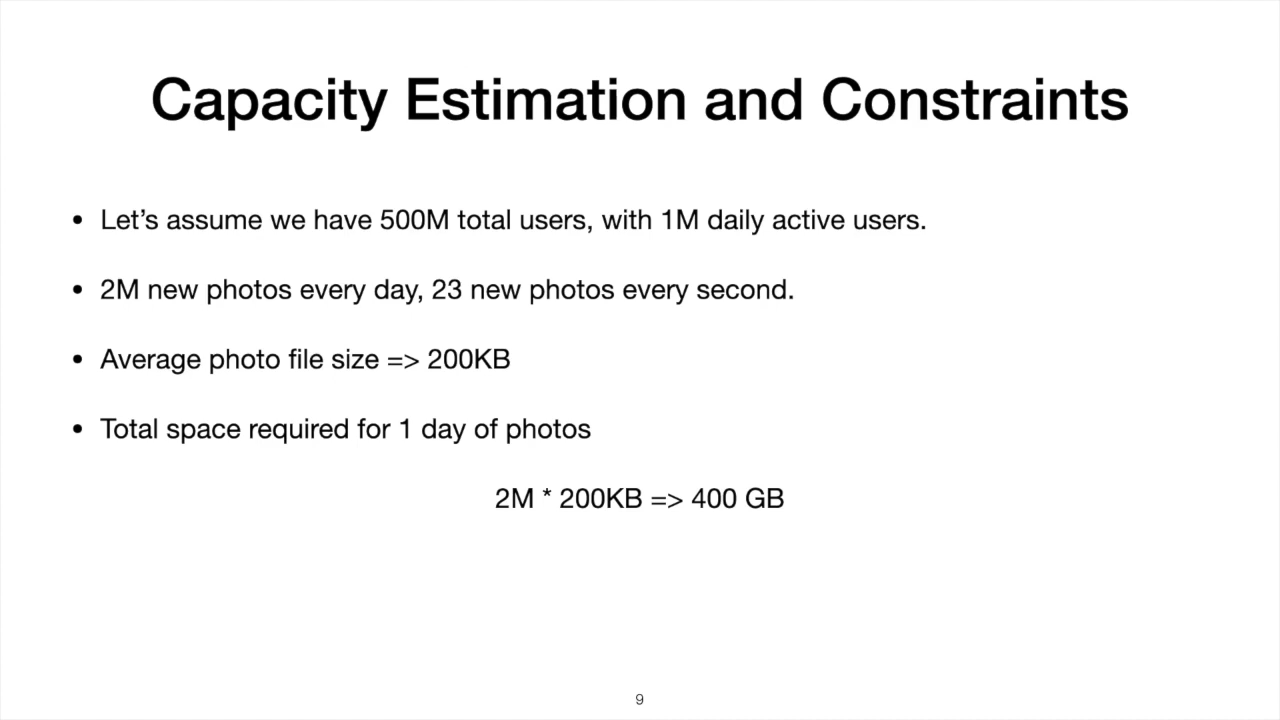 Capacity Estimation and Constraints
• Let’s assume we have 500M total users, with 1M daily active users.
• 2M new photos every day, 23 new photos every second.
• Average photo file size => 200KB
• Total space required for 1 day of photos
2M * 200KB => 400 GB
9